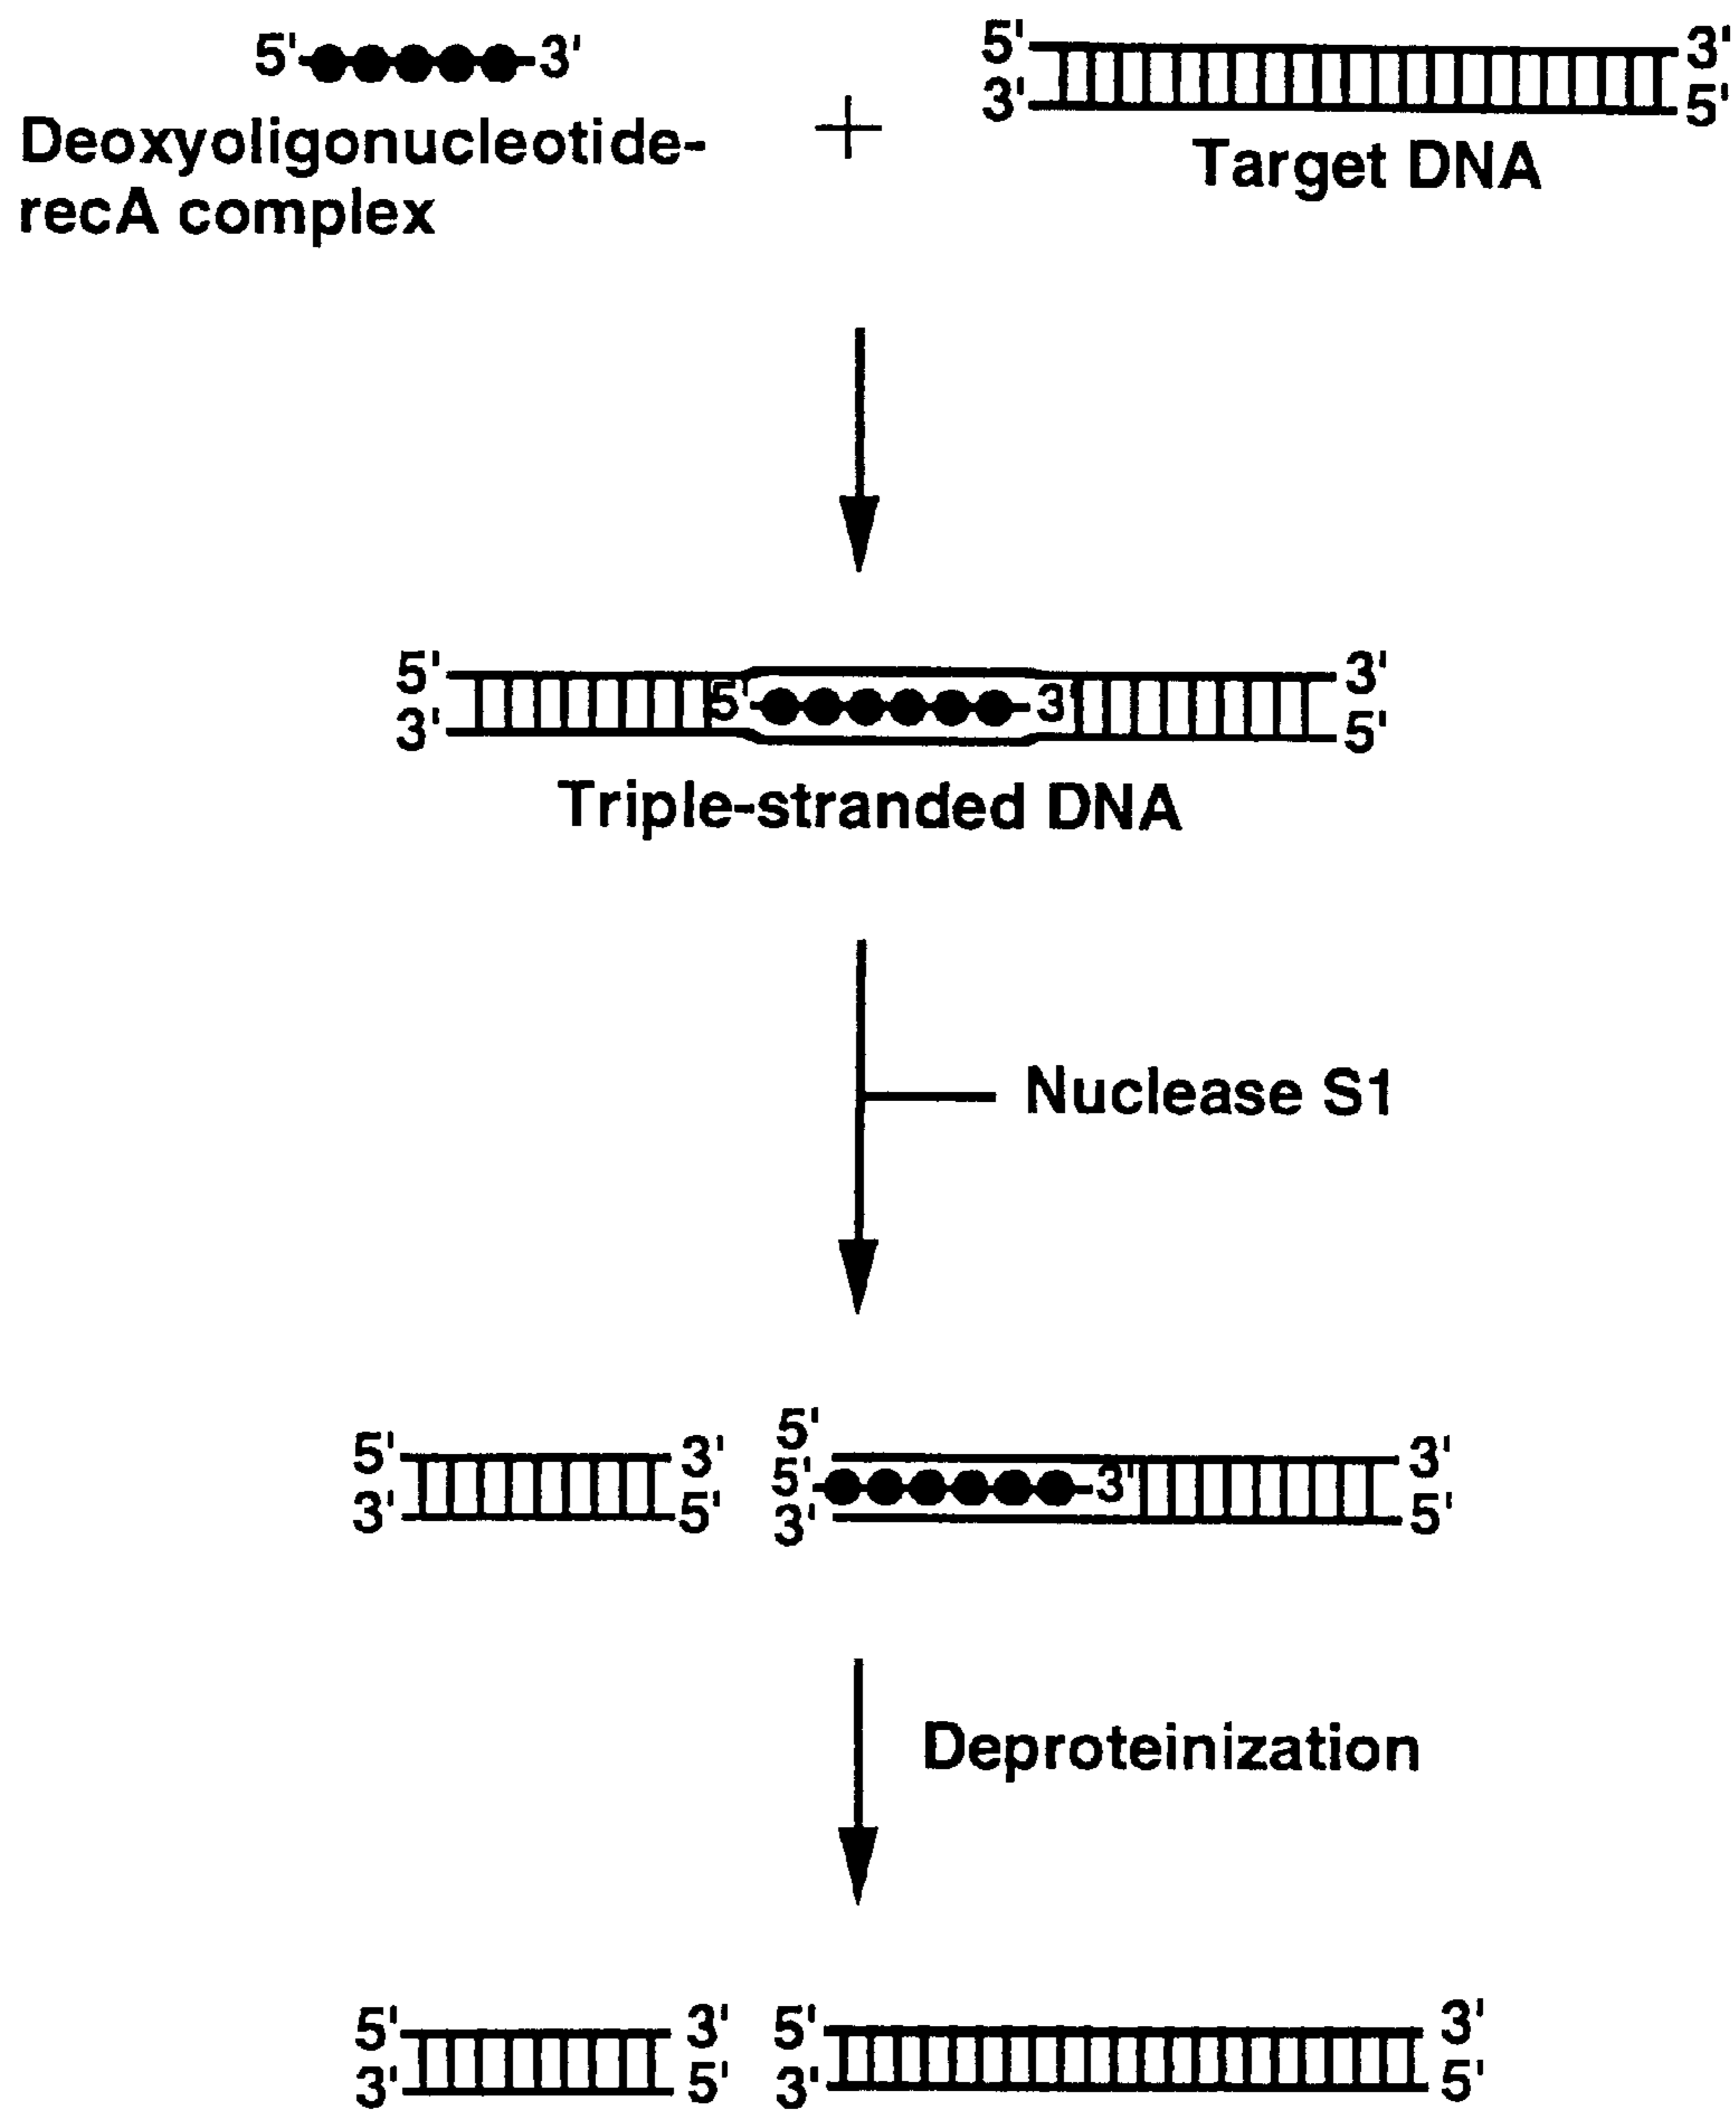 5' 3'
Deoxyoligonucleotide-
recA complex
+
5' 3'
3' 5'
Target DNA
5' 3'
5' 3'
3' 5'
Triple-stranded DNA
Nuclease S1
5' 3' 5' 3'
5' 3'
3' 5' 3' 5'
Deproteinization
5' 3' 5' 3'
3' 5' 3' 5'